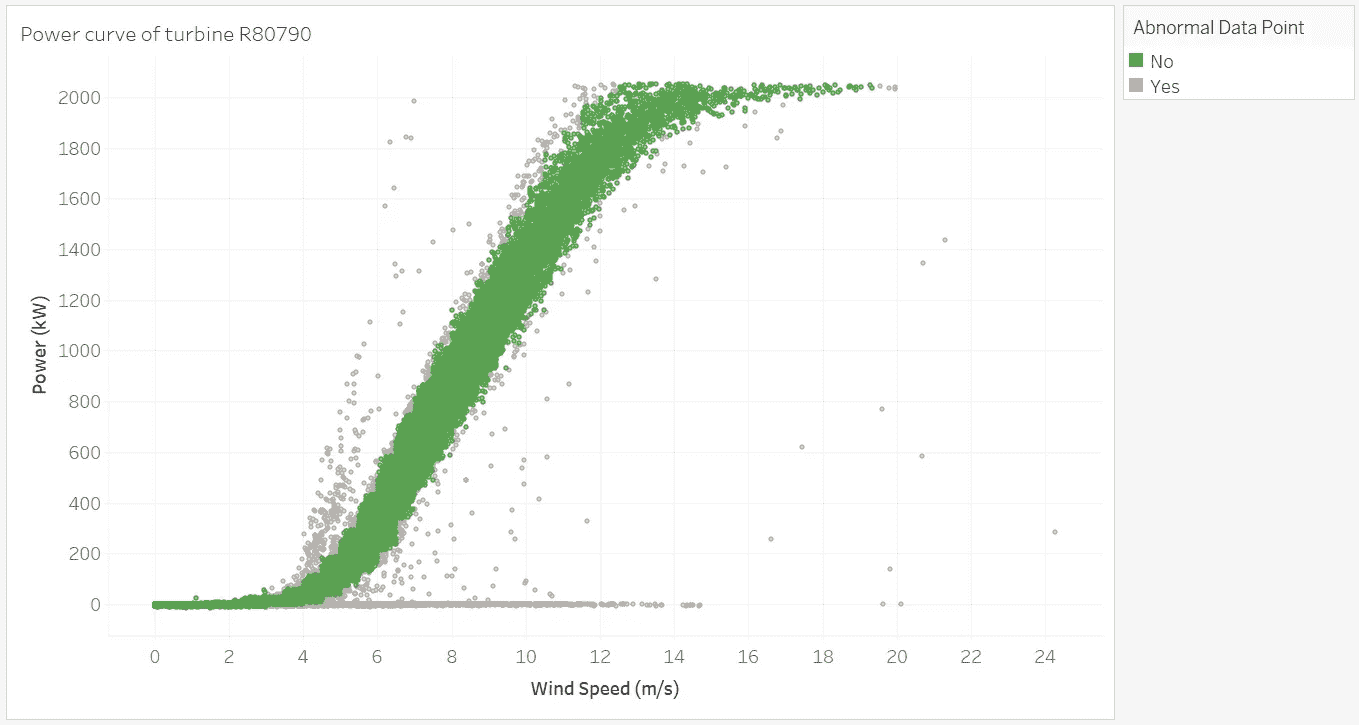 Power curve of turbine R80790
Abnormal Data Point
No
Yes
2000
1800
1600
1400
1200
1000
800
600
400
200
0
Power (kW)
0 2 4 6 8 10 12 14 16 18 20 22 24
Wind Speed (m/s)